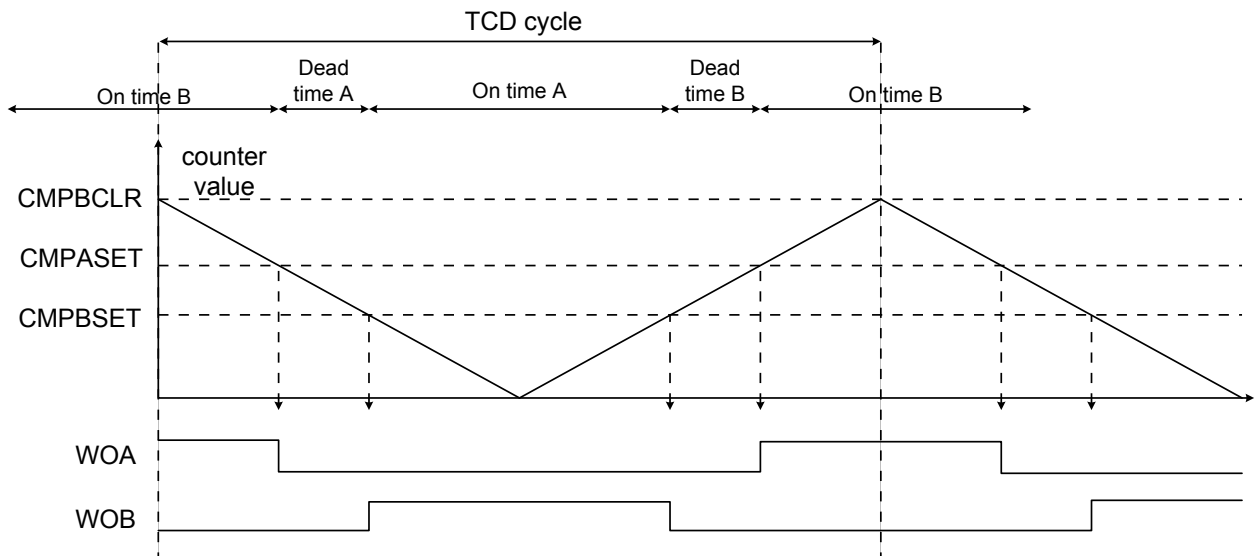 TCD cycle
On time B
Dead
time A
On time A
Dead
time B
On time B
counter
value
CMPBCLR
CMPASET
CMPBSET
WOA
WOB